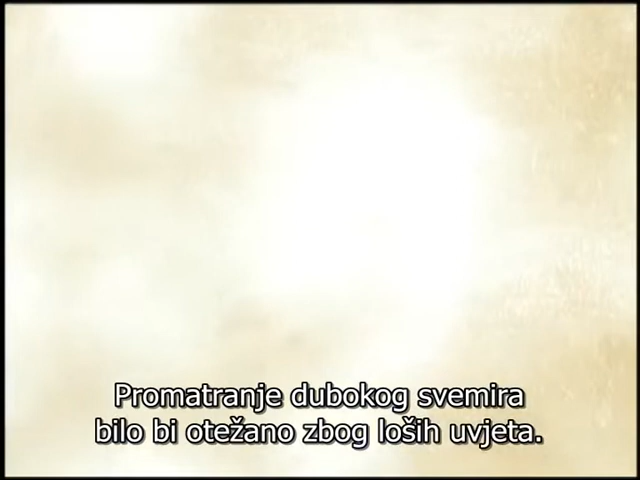 Promatranje dubokog svemira
bilo bi otežano zbog loših uvjeta.